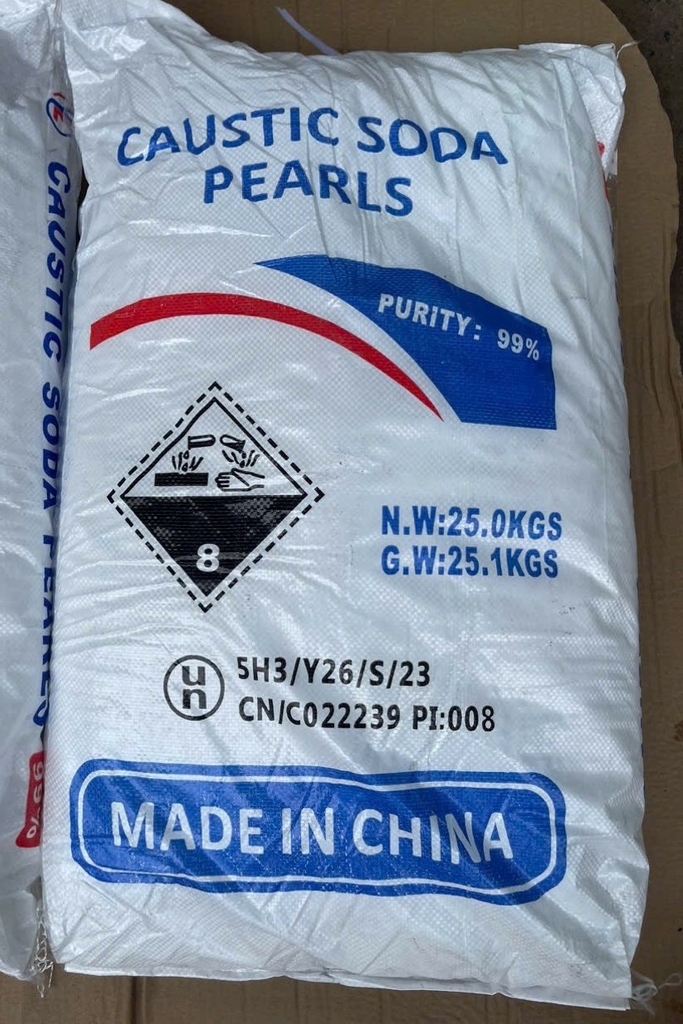 CAUSTIC SODA
PEARLS
PURITY: 99%
8
N.W:25.0KGS
G.W:25.1KGS
un
5H3/Y26/S/23
CN/C022239 PI:008
MADE IN CHINA
CAUSTIC SODA PEARLS
99%